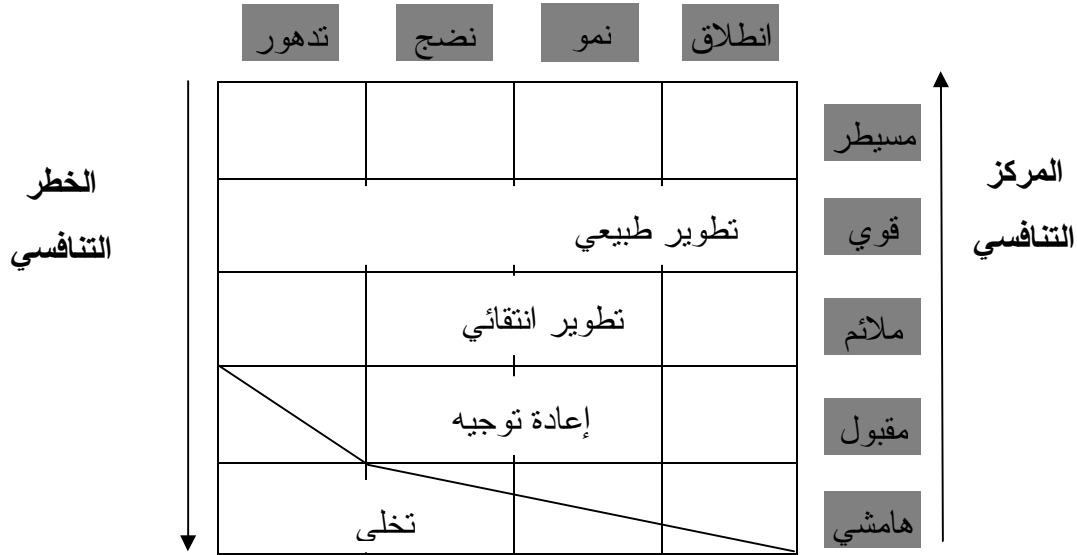 انطلاق
نمو
نضج
تدهور
المركز
التنافسي
مسيطر
قوي
ملائم
مقبول
هامشي
تطوير طبيعي
تطوير انتقائي
إعادة توجيه
تخلي
الخطر
التنافسي